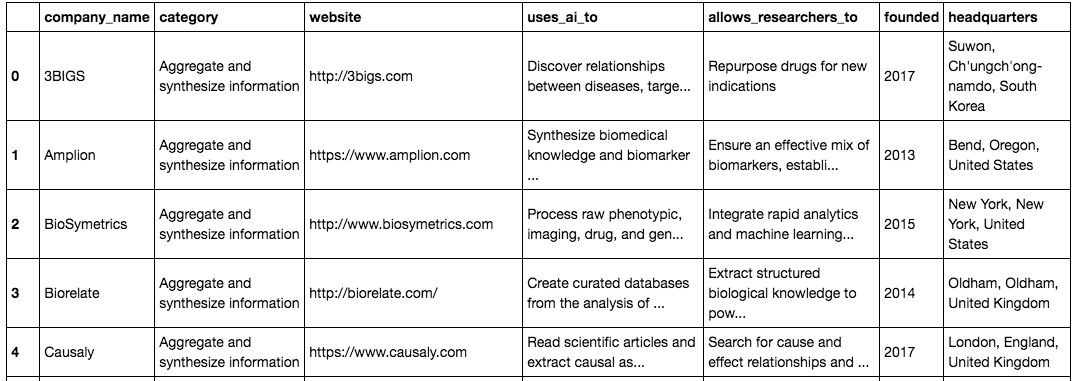 company_name category website uses_ai_to allows_researchers_to founded headquarters
0 3BIGS Aggregate and synthesize information http://3bigs.com Discover relationships between diseases, targe... Repurpose drugs for new indications 2017 Suwon, Ch'ungch'ong-namdo, South Korea
1 Amplion Aggregate and synthesize information https://www.amplion.com Synthesize biomedical knowledge and biomarker ... Ensure an effective mix of biomarkers, establi... 2013 Bend, Oregon, United States
2 BioSymetrics Aggregate and synthesize information http://www.biosymetrics.com Process raw phenotypic, imaging, drug, and gen... Integrate rapid analytics and machine learning... 2015 New York, New York, United States
3 Biorelate Aggregate and synthesize information http://biorelate.com/ Create curated databases from the analysis of ... Extract structured biological knowledge to pow... 2014 Oldham, Oldham, United Kingdom
4 Causaly Aggregate and synthesize information https://www.causaly.com Read scientific articles and extract causal as... Search for cause and effect relationships and ... 2017 London, England, United Kingdom